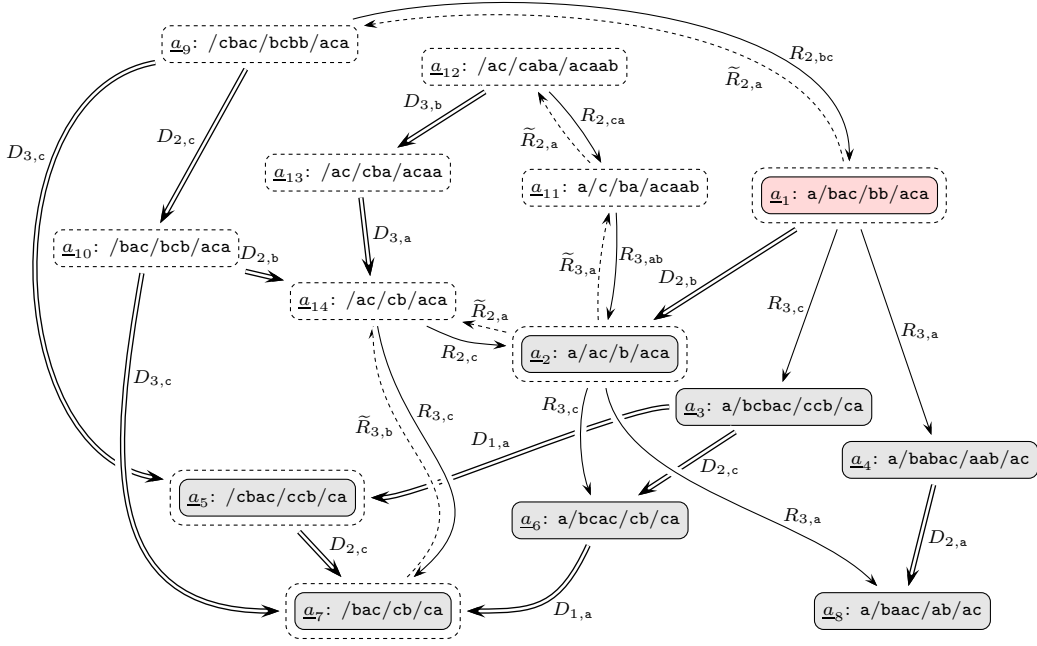 a₉: /cbac/bcbb/aca
R₂,bc
a₁₂: /ac/caba/acaab
R̃₂,a
D₃,b
R₂,ca
D₂,c
R̃₂,a
D₃,c
a₁₃: /ac/cba/acaa
a₁₁: a/c/ba/acaab
a₁: a/bac/bb/aca
D₃,a
a₁₀: /bac/bcb/aca
D₂,b
R̃₃,a
R₃,ab
D₂,b
a₁₄: /ac/cb/aca
R₃,c
R̃₂,a
R₃,a
R₂,c
a₂: a/ac/b/aca
D₃,c
R₃,c
R₃,c
a₃: a/bcbac/ccb/ca
R̃₃,b
D₁,a
a₄: a/babac/aab/ac
D₂,c
a₅: /cbac/ccb/ca
a₆: a/bcac/cb/ca
R₃,a
D₂,c
D₂,a
a₇: /bac/cb/ca
D₁,a
a₈: a/baac/ab/ac